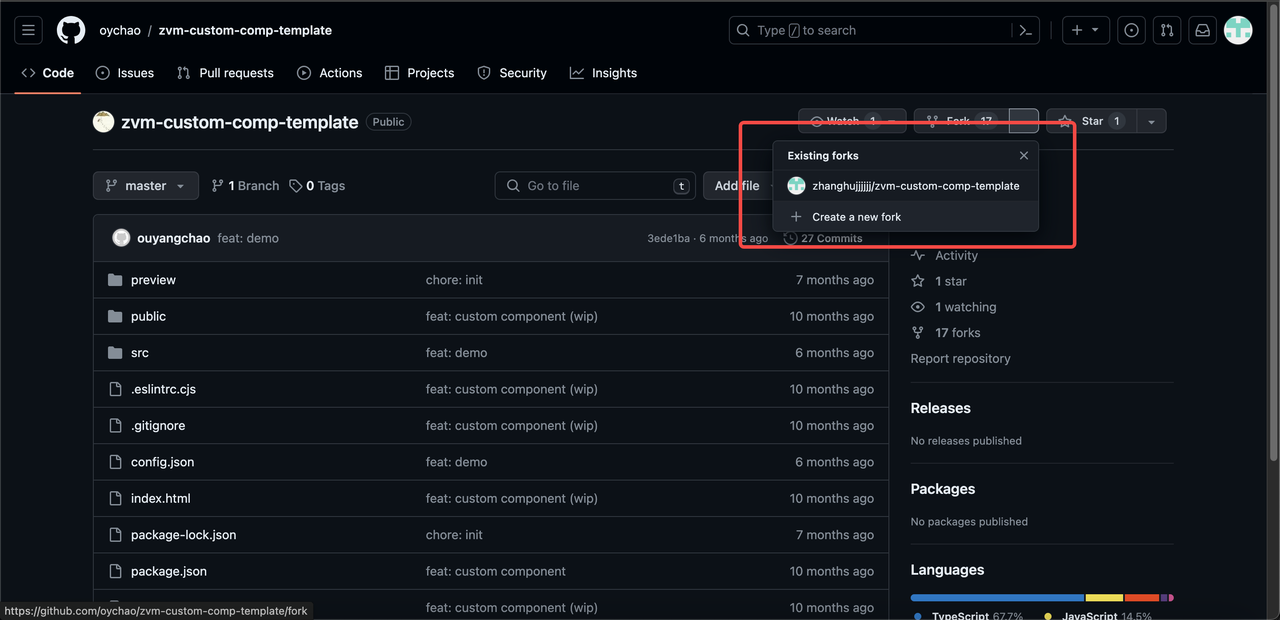 oychao / zvm-custom-comp-template
Type / to search
Code Issues Pull requests Actions Projects Security Insights
zvm-custom-comp-template Public
Watch 1 Fork 17 Star 1
Existing forks
zhanghujjjjjj/zvm-custom-comp-template
Create a new fork
master 1 Branch 0 Tags Go to file t Add file
ouyangchao feat: demo 3ede1ba · 6 months ago 27 Commits
preview chore: init 7 months ago
public feat: custom component (wip) 10 months ago
src feat: demo 6 months ago
.eslintrc.cjs feat: custom component (wip) 10 months ago
.gitignore feat: custom component (wip) 10 months ago
config.json feat: demo 6 months ago
index.html feat: custom component (wip) 10 months ago
package-lock.json chore: init 7 months ago
package.json feat: custom component 10 months ago
feat: custom component (wip) 10 months ago
Activity
1 star
1 watching
17 forks
Report repository
Releases
No releases published
Packages
No packages published
Languages
TypeScript 67.7% JavaScript 14.5%
https://github.com/oychao/zvm-custom-comp-template/fork